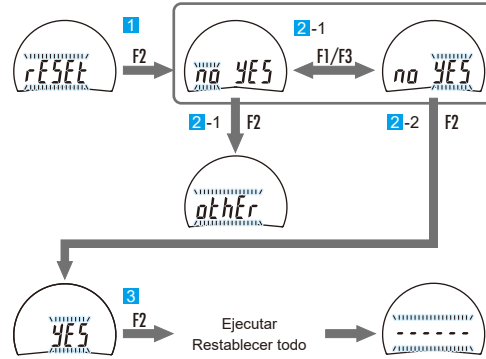 1
2-1
rESEt
F2
no YES
F1/F3
no YES
2-1 F2
2-2 F2
othEr
3
YES
F2
Ejecutar
Restablecer todo
------